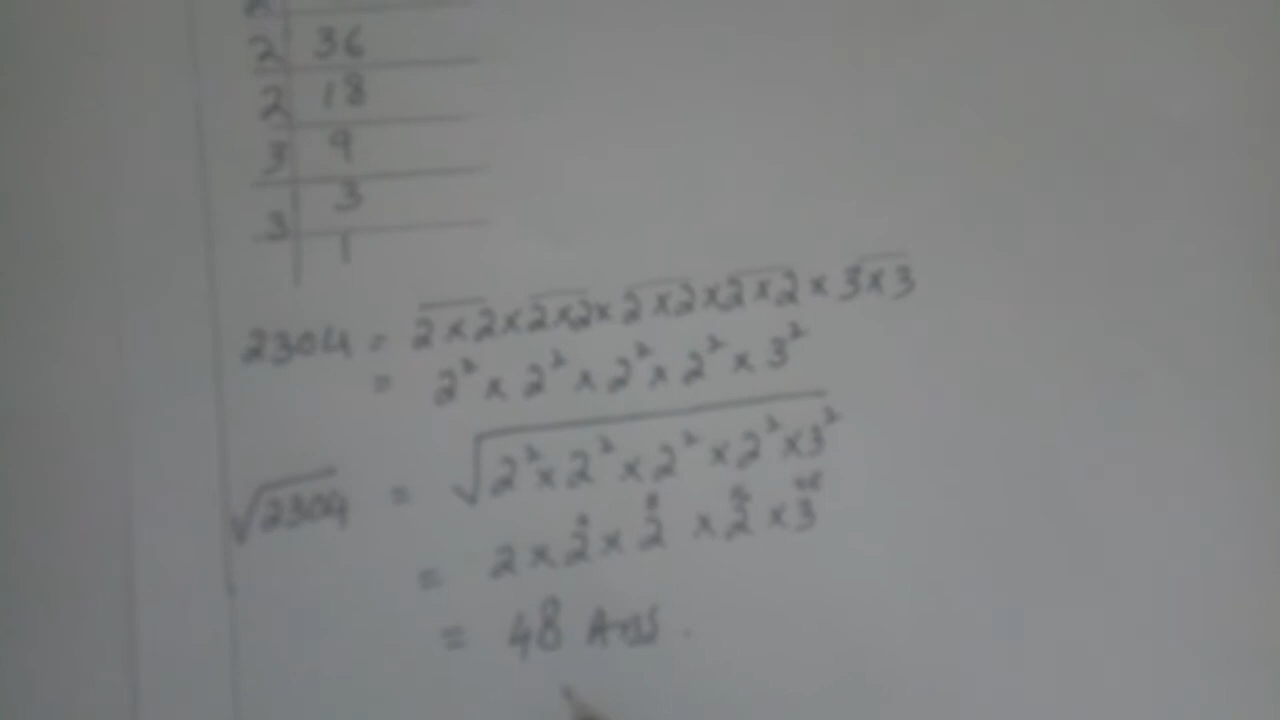 2 | 36
2 | 18
3 | 9
3 | 3
1
2304 = 2×2×2×2×2×2×2×2×3×3
= 2² × 2² × 2² × 2² × 3²
√2304 = √2²×2²×2²×2²×3²
= 2×2×2×2×3
= 48 Ans.